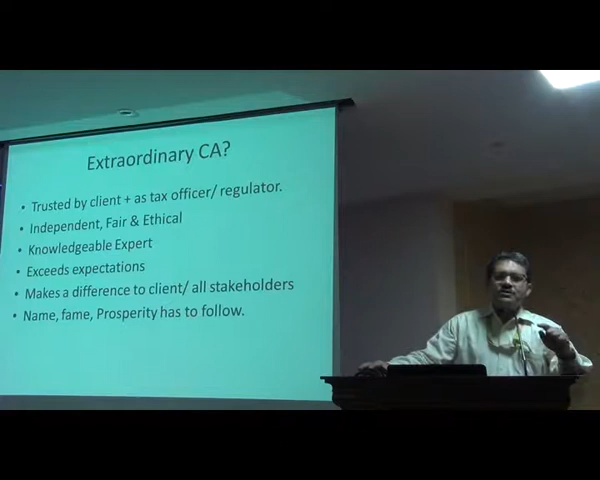 Extraordinary CA?
• Trusted by client + as tax officer/ regulator.
• Independent, Fair & Ethical
• Knowledgeable Expert
• Exceeds expectations
• Makes a difference to client/ all stakeholders
• Name, fame, Prosperity has to follow.